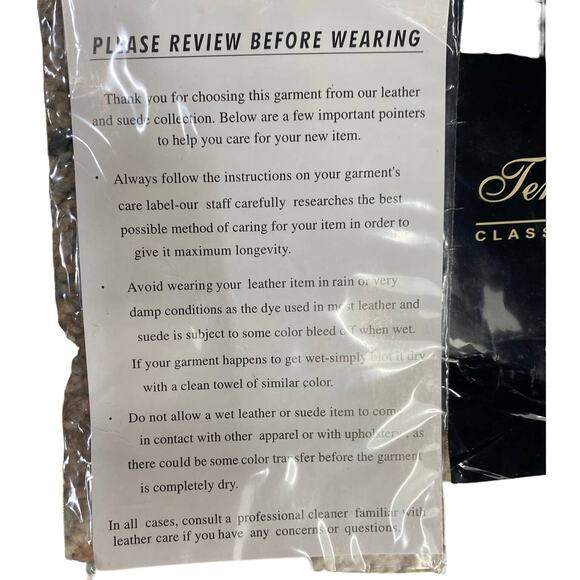 PLEASE REVIEW BEFORE WEARING
Thank you for choosing this garment from our leather
and suede collection. Below are a few important pointers
to help you care for your new item.
· Always follow the instructions on your garment's
care label-our staff carefully researches the best
possible method of caring for your item in order to
give it maximum longevity.
· Avoid wearing your leather item in rain or very
damp conditions as the dye used in most leather and
suede is subject to some color bleed off when wet.
If your garment happens to get wet-simply blot it dry
with a clean towel of similar color.
· Do not allow a wet leather or suede item to come
in contact with other apparel or with upholstery, as
there could be some color transfer before the garment
is completely dry.
In all cases, consult a professional cleaner familiar with
leather care if you have any concerns or questions.